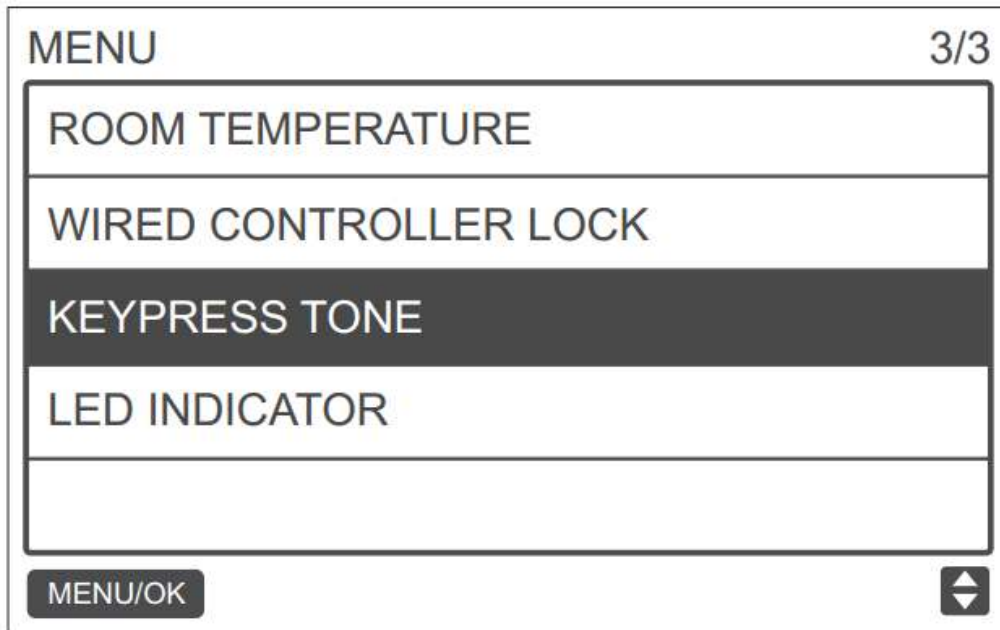 MENU 3/3
ROOM TEMPERATURE
WIRED CONTROLLER LOCK
KEYPRESS TONE
LED INDICATOR
MENU/OK